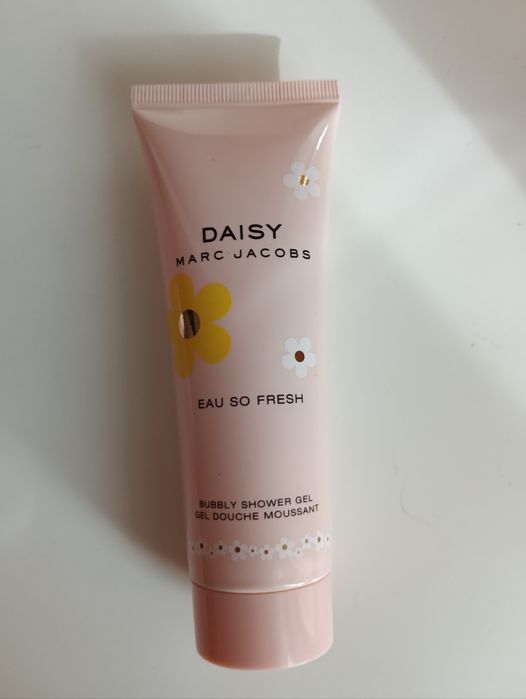 DAISY
MARC JACOBS
EAU SO FRESH
BUBBLY SHOWER GEL
GEL DOUCHE MOUSSANT